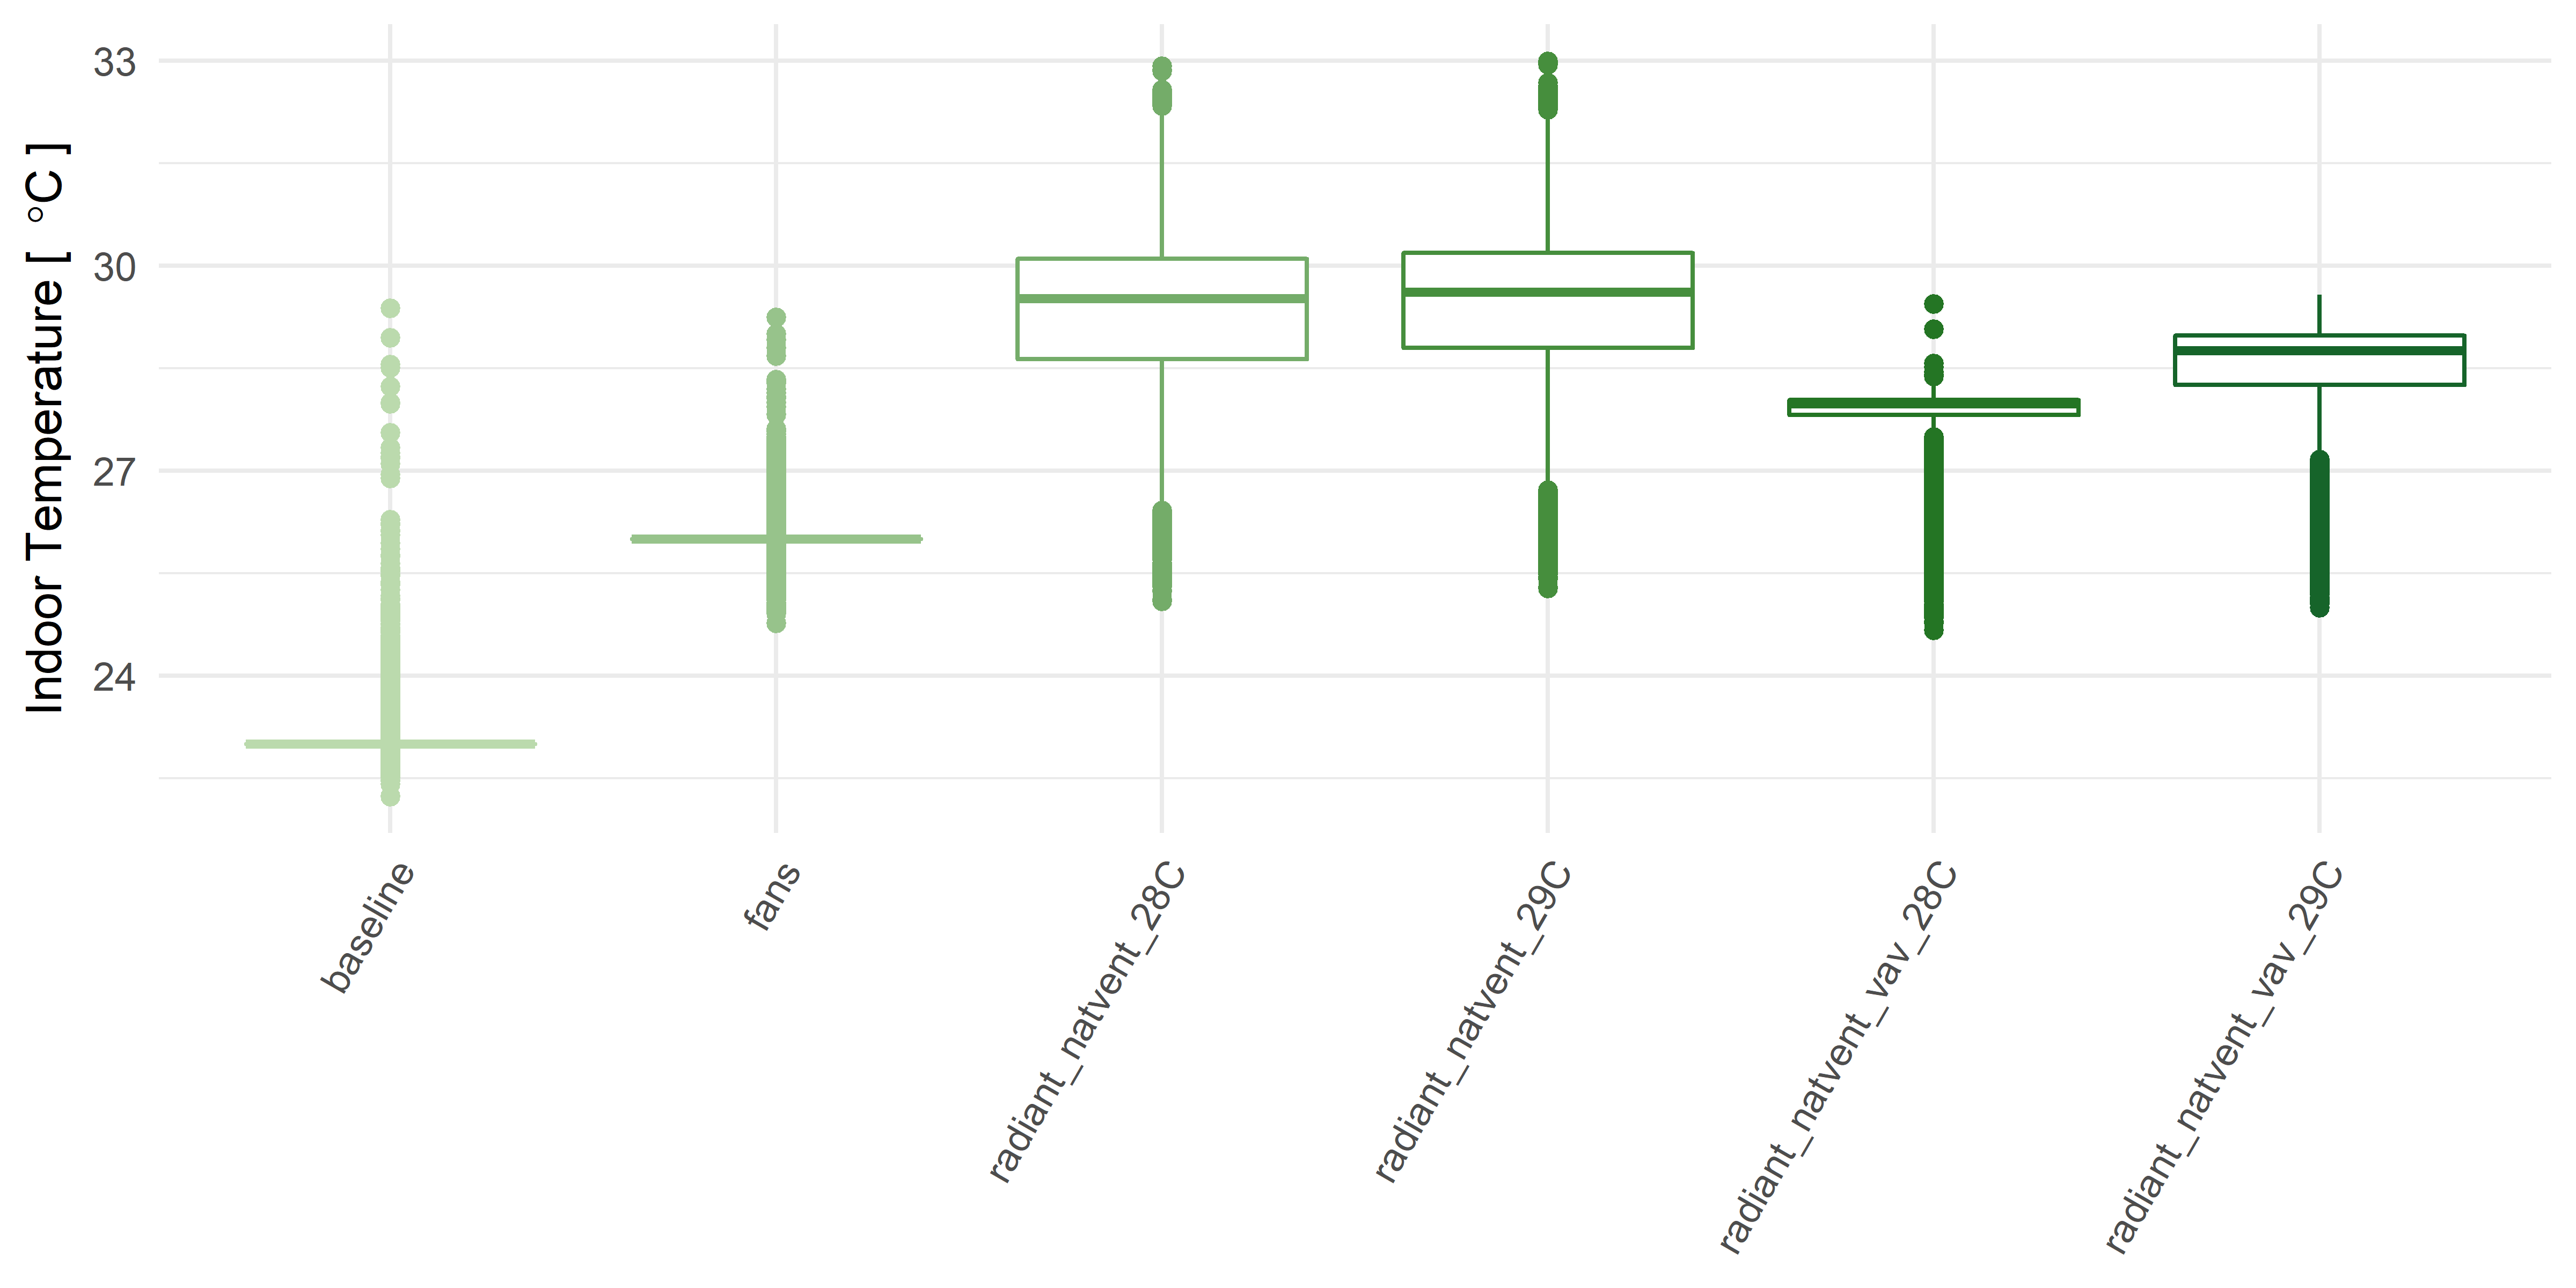 Indoor Temperature [ °C ]
33
30
27
24
baseline
fans
radiant_natvent_28C
radiant_natvent_29C
radiant_natvent_vav_28C
radiant_natvent_vav_29C